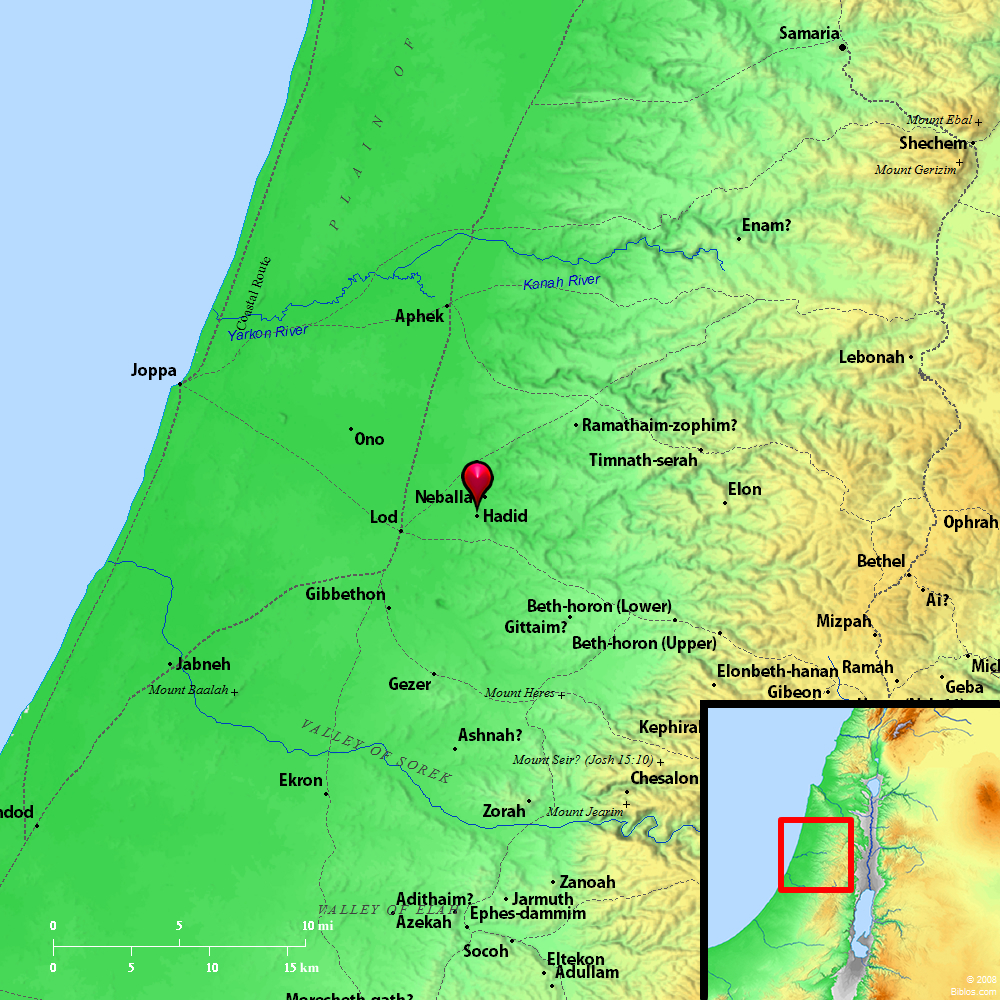 Samaria
PLAIN OF
Mount Ebal
Shechem
Mount Gerizim
Enam?
Coastal Route
Kanah River
Aphek
Yarkon River
Lebonah
Joppa
Ramathaim-zophim?
Ono
Timnath-serah
Elon
Neballa
Hadid
Lod
Ophrah
Bethel
Gibbethon
Ai?
Beth-horon (Lower)
Gittaim?
Mizpah
Beth-horon (Upper)
Jabneh
Elonbeth-hanan
Ramah
Mich
Mount Baalah
Gezer
Mount Heres
Gibeon
Geba
VALLEY OF SOREK
Ashnah?
Kephirah
Mount Seir? (Josh 15:10)
Ekron
Chesalon
ndod
Zorah
Mount Jearim
Zanoah
Adithaim?
Jarmuth
VALLEY OF ELAH
Ephes-dammim
Azekah
0 5 10 mi
Socoh
0 5 10 15 km
Eltekon
Adullam
Moresheth-gath?
© 2008
Biblos.com